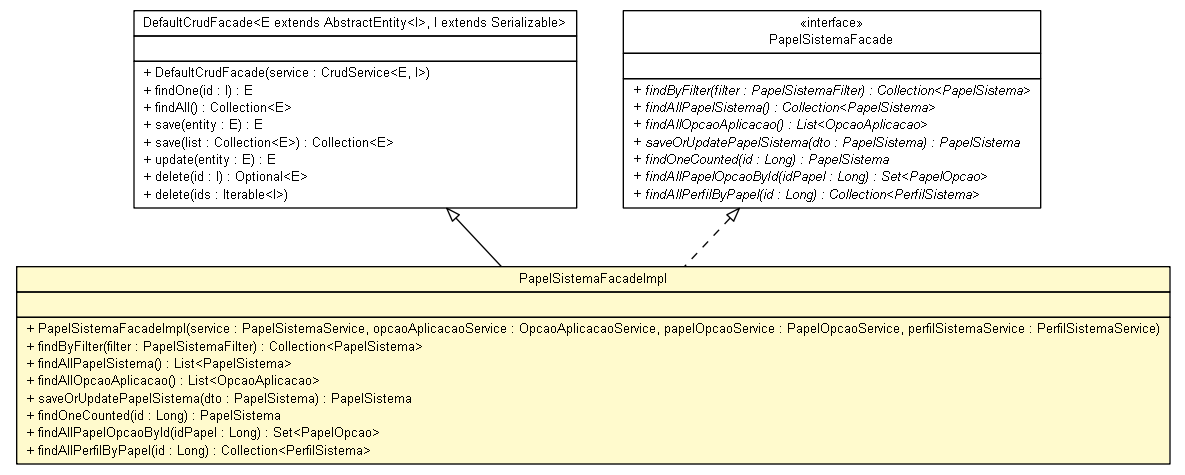 DefaultCrudFacade<E extends AbstractEntity<I>, I extends Serializable>
+ DefaultCrudFacade(service : CrudService<E, I>)
+ findOne(id : I) : E
+ findAll() : Collection<E>
+ save(entity : E) : E
+ save(list : Collection<E>) : Collection<E>
+ update(entity : E) : E
+ delete(id : I) : Optional<E>
+ delete(ids : Iterable<I>)
«interface»
PapelSistemaFacade
+ findByFilter(filter : PapelSistemaFilter) : Collection<PapelSistema>
+ findAllPapelSistema() : Collection<PapelSistema>
+ findAllOpcaoAplicacao() : List<OpcaoAplicacao>
+ saveOrUpdatePapelSistema(dto : PapelSistema) : PapelSistema
+ findOneCounted(id : Long) : PapelSistema
+ findAllPapelOpcaoById(idPapel : Long) : Set<PapelOpcao>
+ findAllPerfilByPapel(id : Long) : Collection<PerfilSistema>
PapelSistemaFacadeImpl
+ PapelSistemaFacadeImpl(service : PapelSistemaService, opcaoAplicacaoService : OpcaoAplicacaoService, papelOpcaoService : PapelOpcaoService, perfilSistemaService : PerfilSistemaService)
+ findByFilter(filter : PapelSistemaFilter) : Collection<PapelSistema>
+ findAllPapelSistema() : List<PapelSistema>
+ findAllOpcaoAplicacao() : List<OpcaoAplicacao>
+ saveOrUpdatePapelSistema(dto : PapelSistema) : PapelSistema
+ findOneCounted(id : Long) : PapelSistema
+ findAllPapelOpcaoById(idPapel : Long) : Set<PapelOpcao>
+ findAllPerfilByPapel(id : Long) : Collection<PerfilSistema>